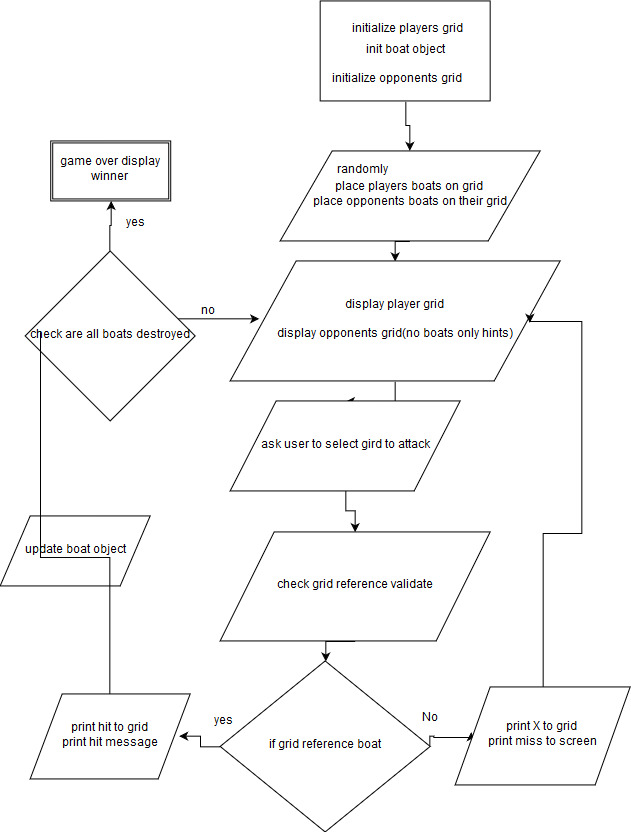 initialize players grid
init boat object
initialize opponents grid
game over display
winner
yes
randomly
place players boats on grid
place opponents boats on their grid
check are all boats destroyed
no
display player grid
display opponents grid(no boats only hints)
ask user to select gird to attack
update boat object
check grid reference validate
print hit to grid
print hit message
yes
if grid reference boat
No
print X to grid
print miss to screen